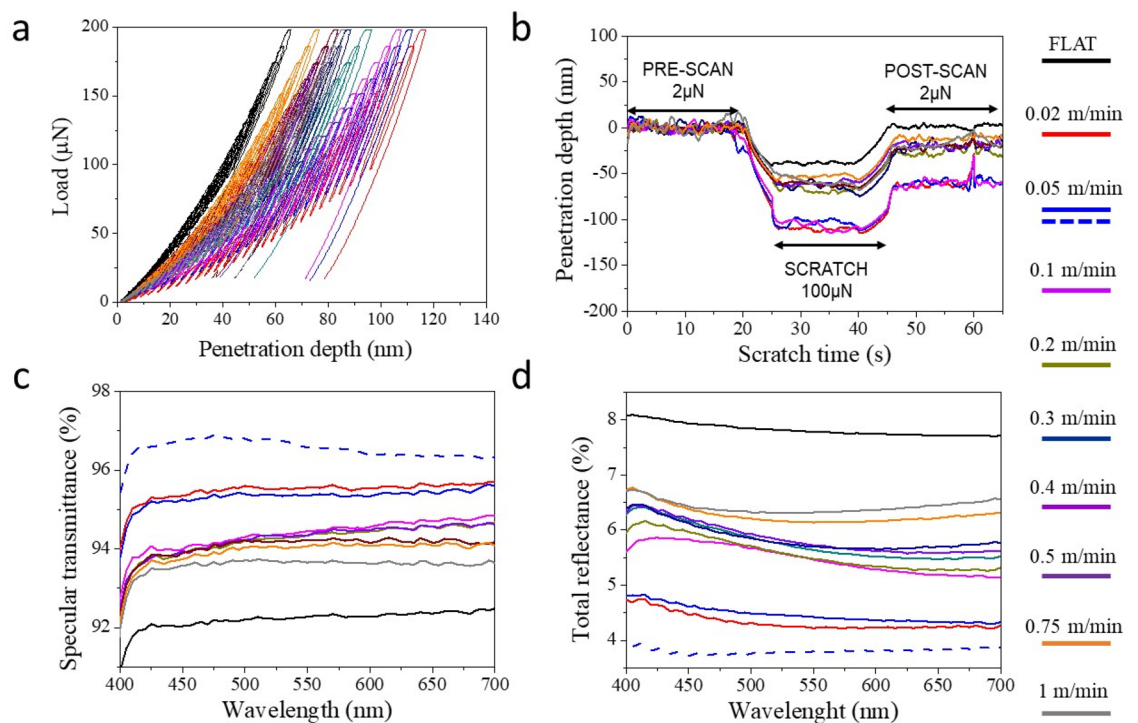 a
200
150
100
50
0
Load (µN)
0 20 40 60 80 100 120 140
Penetration depth (nm)
b
100
50
0
-50
-100
-150
-200
Penetration depth (nm)
PRE-SCAN
2µN
POST-SCAN
2µN
SCRATCH
100µN
0 10 20 30 40 50 60
Scratch time (s)
c
98
96
94
92
Specular transmittance (%)
400 450 500 550 600 650 700
Wavelength (nm)
d
8
7
6
5
4
Total reflectance (%)
400 450 500 550 600 650 700
Wavelenght (nm)
FLAT
0.02 m/min
0.05 m/min
0.1 m/min
0.2 m/min
0.3 m/min
0.4 m/min
0.5 m/min
0.75 m/min
1 m/min